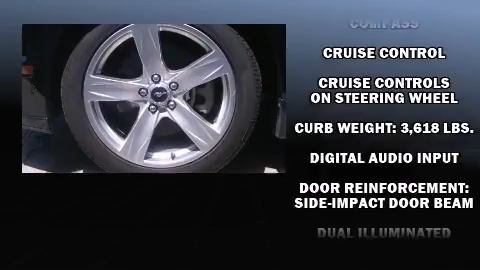 COMPASS
CRUISE CONTROL
CRUISE CONTROLS
ON STEERING WHEEL
CURB WEIGHT: 3,618 LBS.
DIGITAL AUDIO INPUT
DOOR REINFORCEMENT:
SIDE-IMPACT DOOR BEAM
DUAL ILLUMINATED